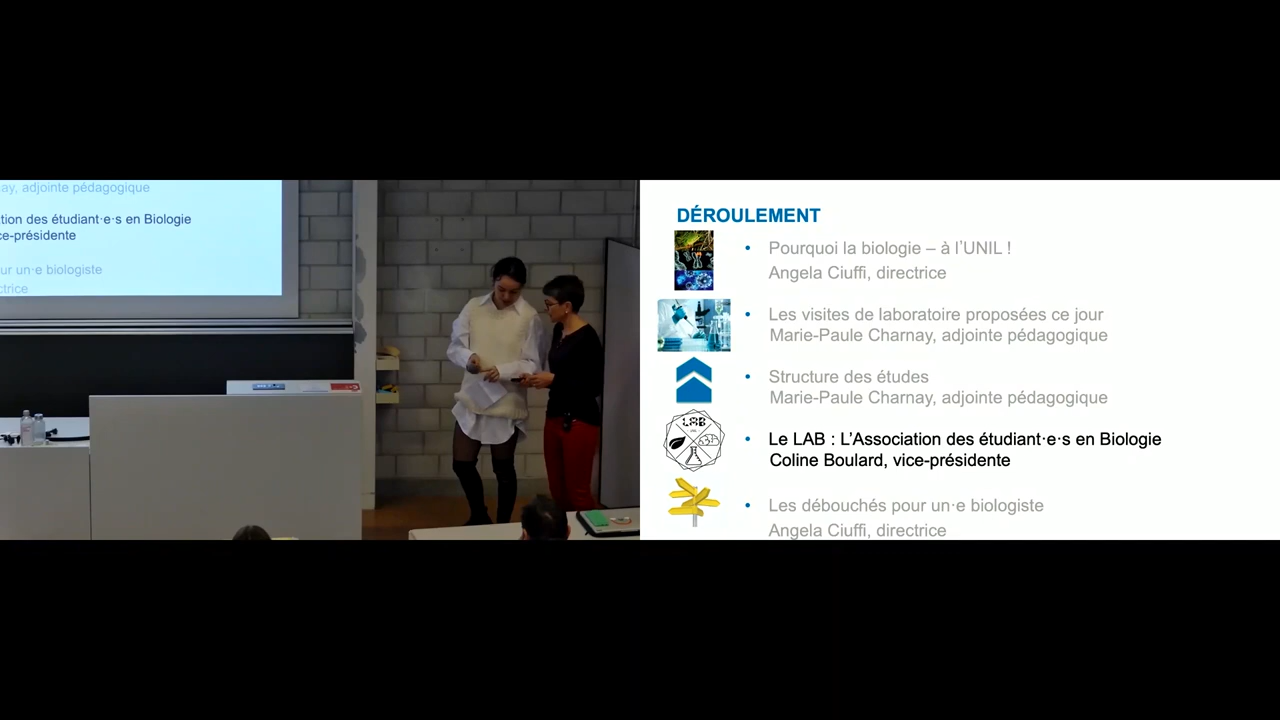 ay, adjointe pédagogique
tion des étudiant·e·s en Biologie
ce-présidente
ur un·e biologiste
ctrice
DÉROULEMENT
• Pourquoi la biologie – à l'UNIL !
Angela Ciuffi, directrice
• Les visites de laboratoire proposées ce jour
Marie-Paule Charnay, adjointe pédagogique
• Structure des études
Marie-Paule Charnay, adjointe pédagogique
LAB
• Le LAB : L'Association des étudiant·e·s en Biologie
Coline Boulard, vice-présidente
• Les débouchés pour un·e biologiste
Angela Ciuffi, directrice